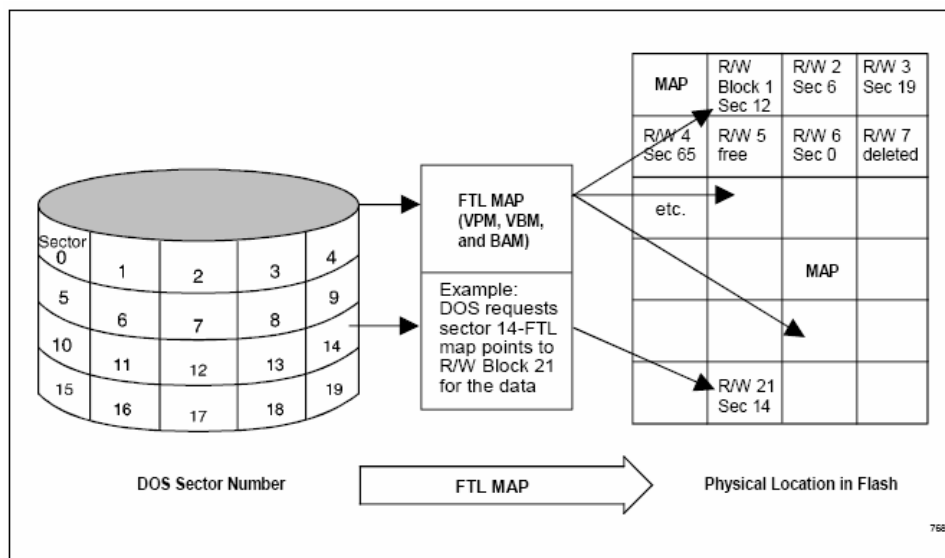 Sector
0
1
2
3
4
5
6
7
8
9
10
11
12
13
14
15
16
17
18
19
FTL MAP
(VPM, VBM,
and BAM)
Example:
DOS requests
sector 14-FTL
map points to
R/W Block 21
for the data
MAP
R/W
Block 1
Sec 12
R/W 2
Sec 6
R/W 3
Sec 19
R/W 4
Sec 65
R/W 5
free
R/W 6
Sec 0
R/W 7
deleted
etc.
MAP
R/W 21
Sec 14
DOS Sector Number
FTL MAP
Physical Location in Flash